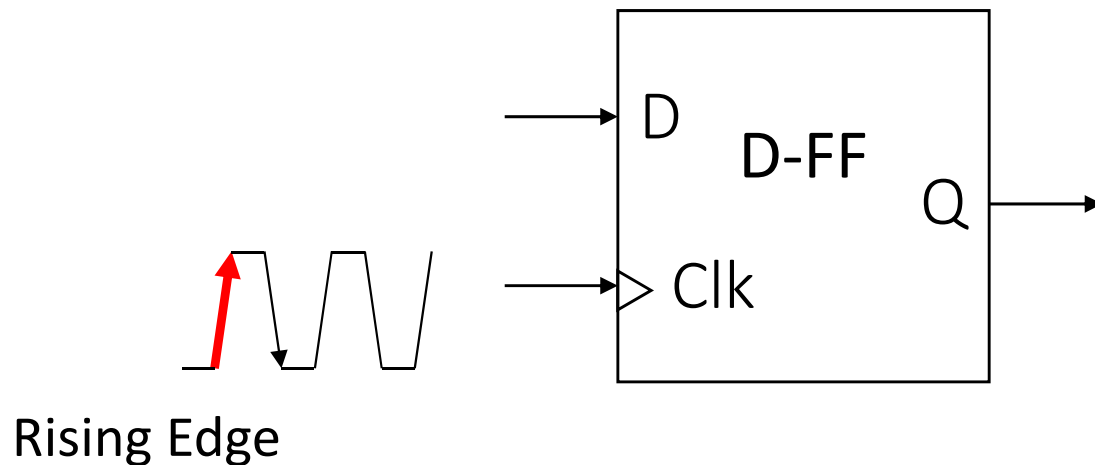 D
D-FF
Q
Clk
Rising Edge